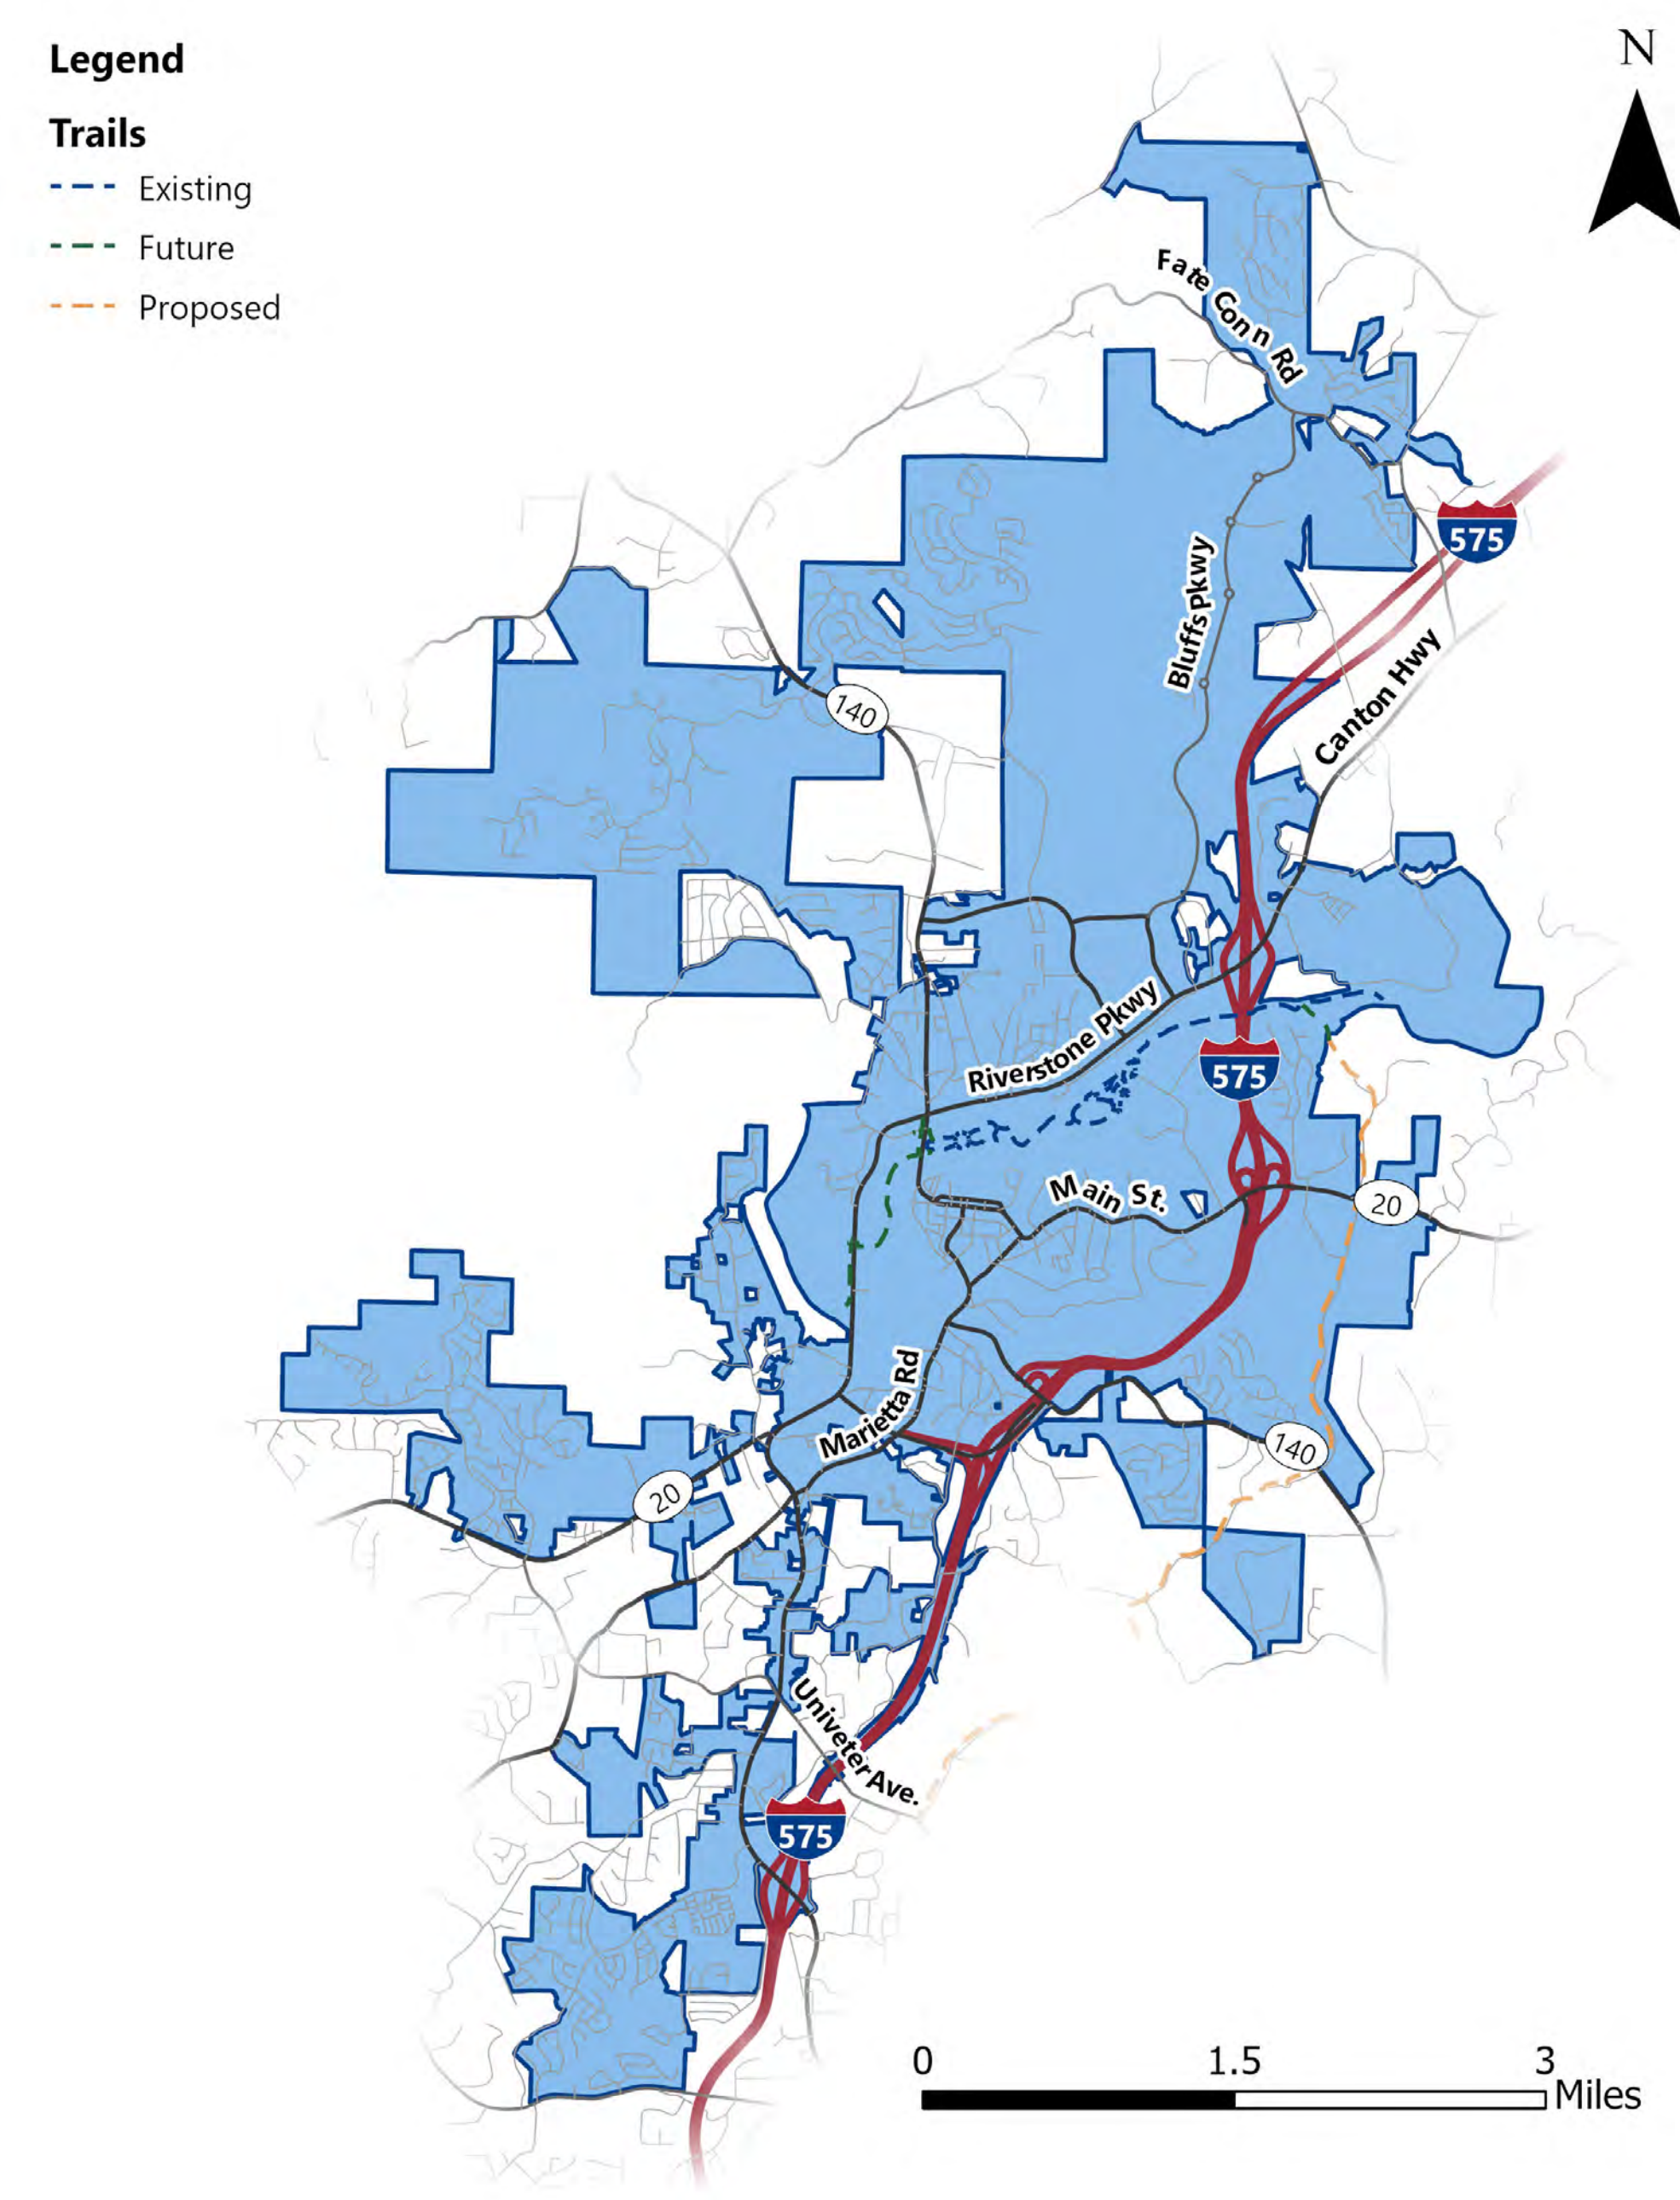 Legend
N
Trails
Existing
Future
Proposed
Fate Conn Rd
575
Bluffs Pkwy
Canton Hwy
140
Riverstone Pkwy
575
Main St.
20
Marietta Rd
140
20
Univeter Ave.
575
0 1.5 3
Miles